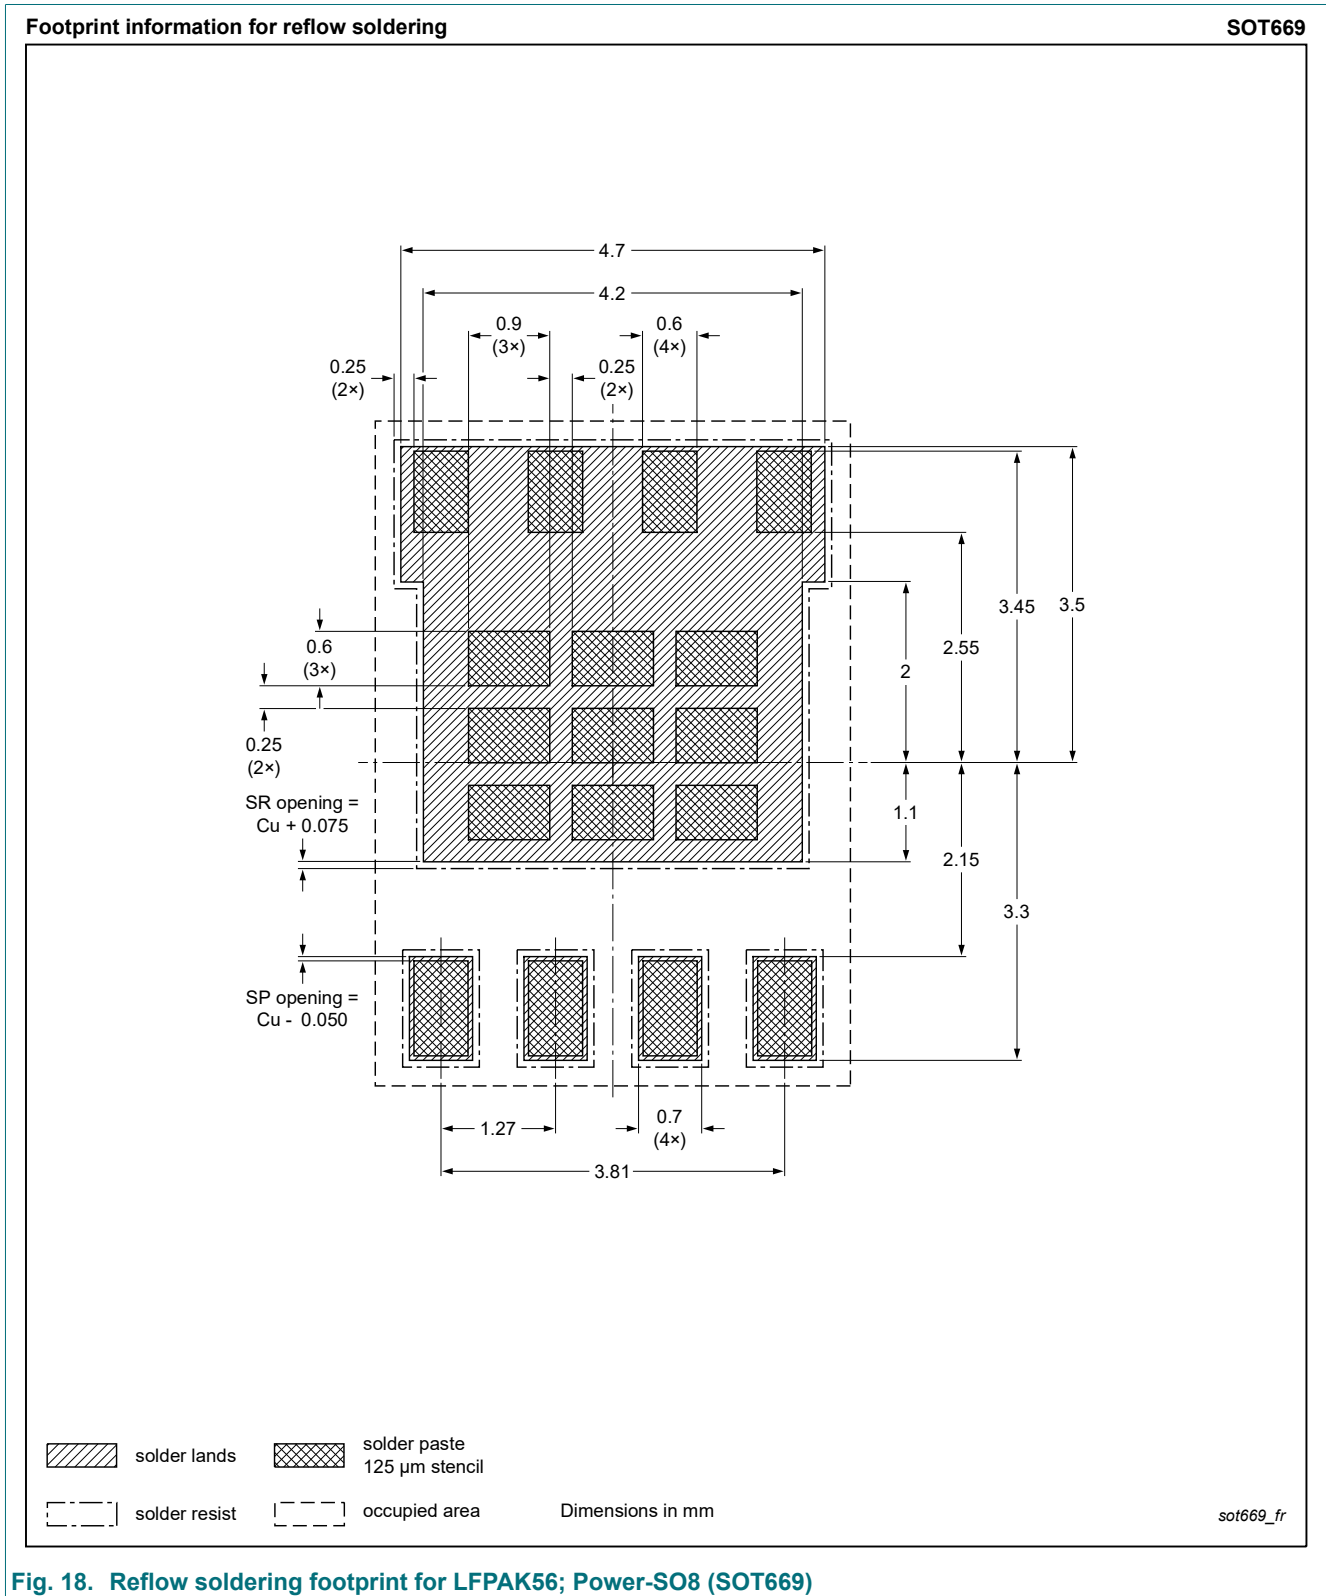 Footprint information for reflow soldering
SOT669
4.7
4.2
0.9
(3×)
0.6
(4×)
0.25
(2×)
0.25
(2×)
3.45
3.5
2.55
0.6
(3×)
2
0.25
(2×)
SR opening =
Cu + 0.075
1.1
2.15
3.3
SP opening =
Cu - 0.050
1.27
0.7
(4×)
3.81
solder lands
solder paste
125 µm stencil
solder resist
occupied area
Dimensions in mm
sot669_fr
Fig. 18. Reflow soldering footprint for LFPAK56; Power-SO8 (SOT669)